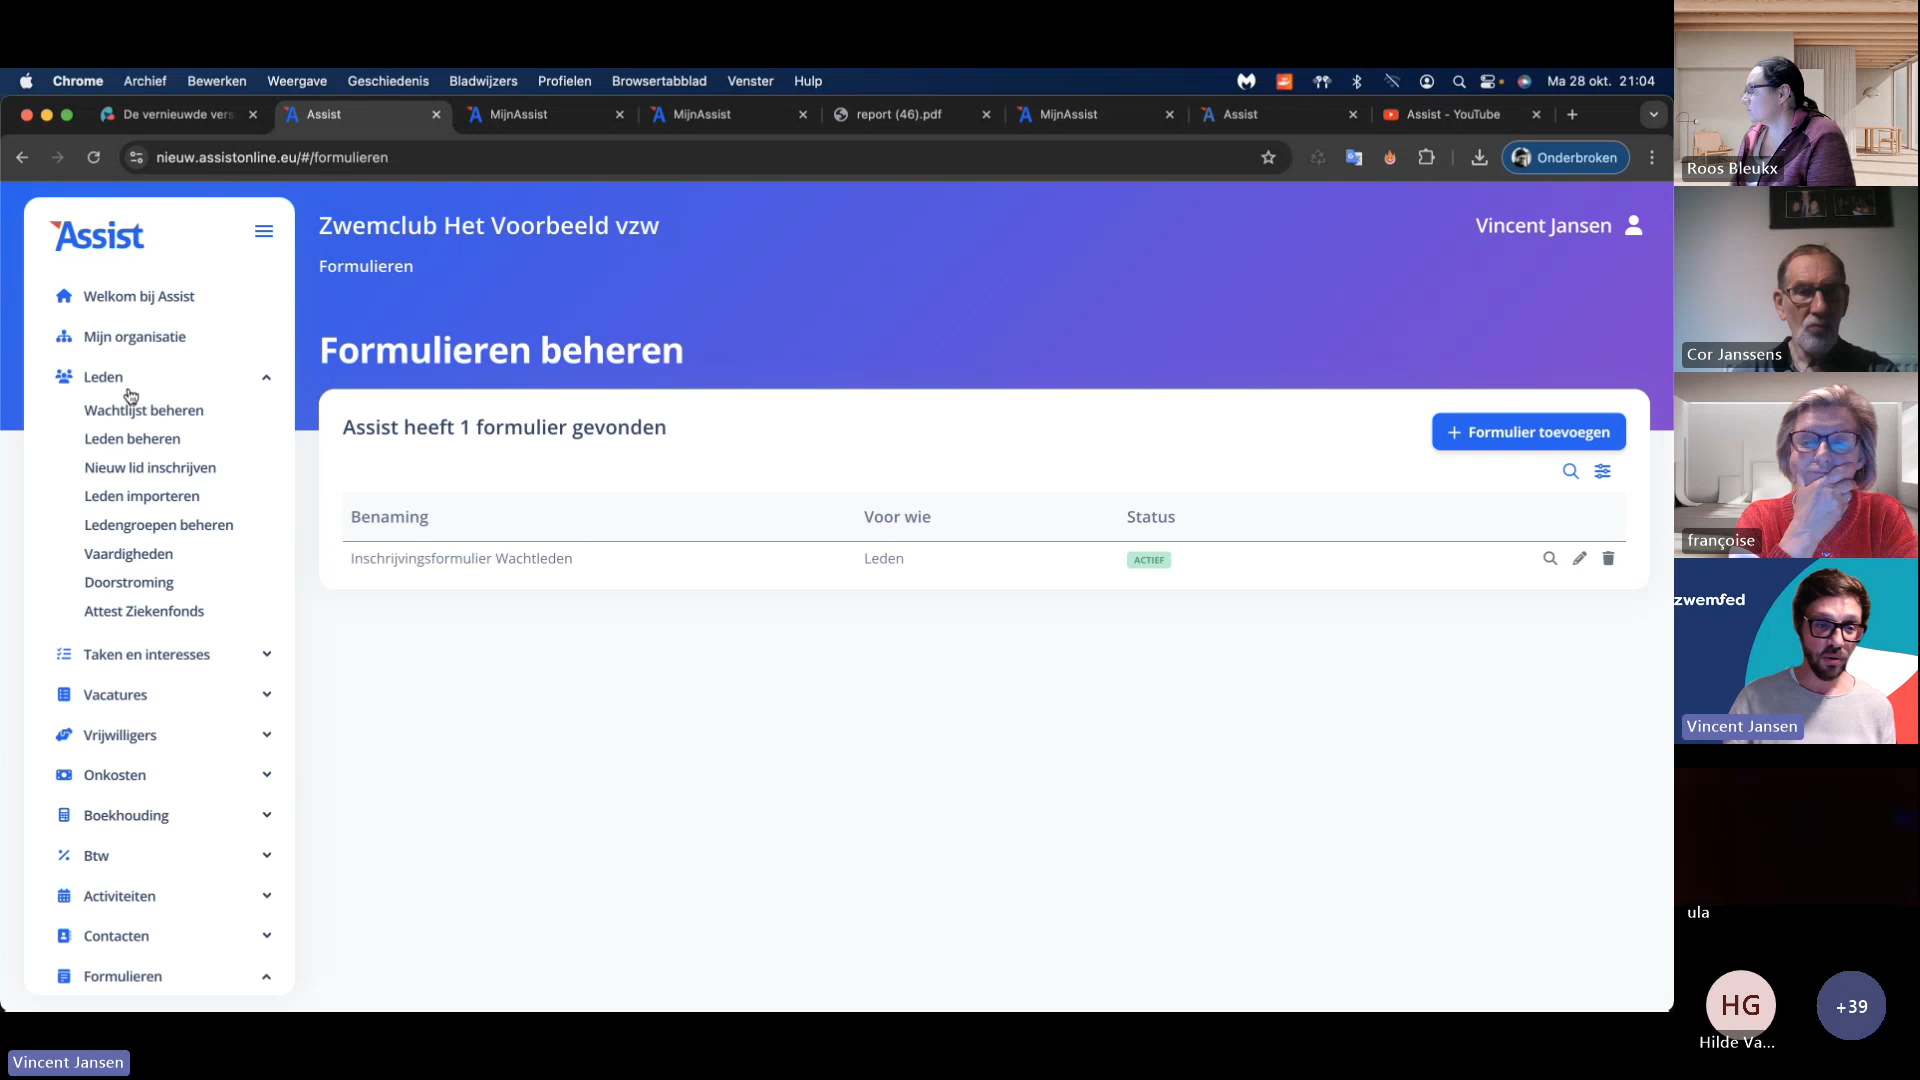 Chrome Archief Bewerken Weergave Geschiedenis Bladwijzers Profielen Browsertabblad Venster Hulp Ma 28 okt. 21:04
De vernieuwde vers Assist MijnAssist MijnAssist report (46).pdf MijnAssist Assist Assist - YouTube
nieuw.assistonline.eu/#/formulieren Onderbroken
Assist
Welkom bij Assist
Mijn organisatie
Leden
Wachtlijst beheren
Leden beheren
Nieuw lid inschrijven
Leden importeren
Ledengroepen beheren
Vaardigheden
Doorstroming
Attest Ziekenfonds
Taken en interesses
Vacatures
Vrijwilligers
Onkosten
Boekhouding
Btw
Activiteiten
Contacten
Formulieren
Zwemclub Het Voorbeeld vzw
Vincent Jansen
Formulieren
Formulieren beheren
Assist heeft 1 formulier gevonden
+ Formulier toevoegen
Benaming Voor wie Status
Inschrijvingsformulier Wachtleden Leden ACTIEF
Roos Bleukx
Cor Janssens
françoise
zwemfed
Vincent Jansen
ula
HG
+39
Hilde Va...
Vincent Jansen